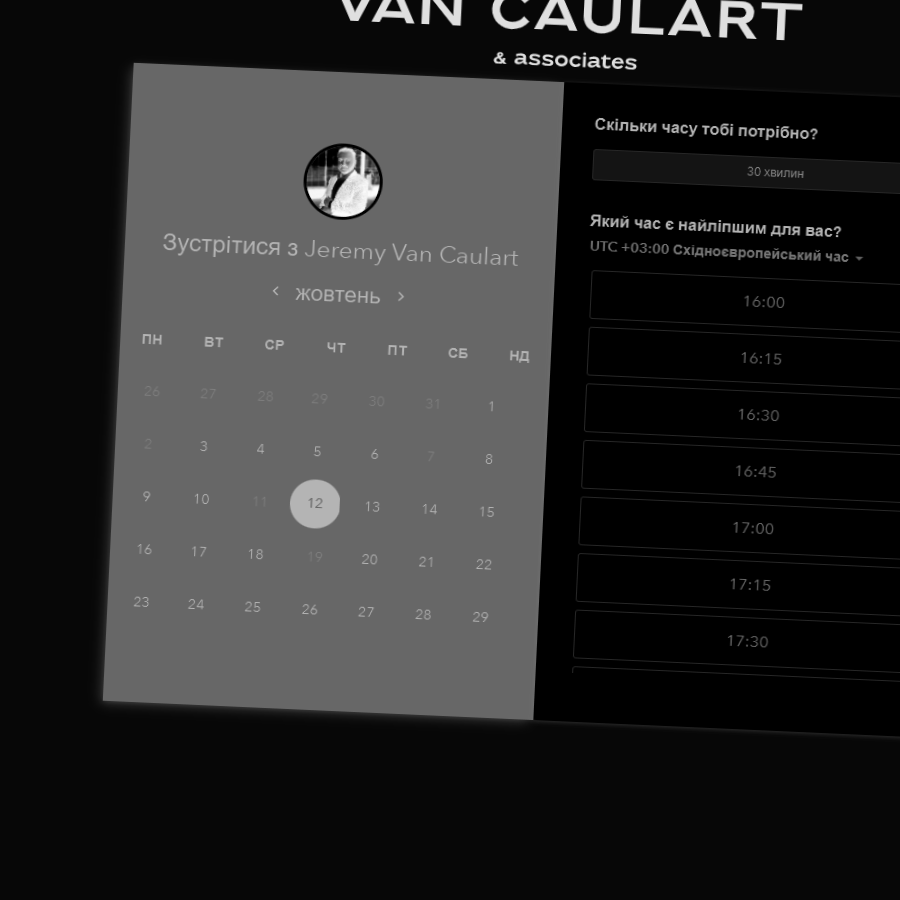 VAN CAULART
& associates
Зустрітися з Jeremy Van Caulart
жовтень
ПН ВТ СР ЧТ ПТ СБ НД
26 27 28 29 30 31 1
2 3 4 5 6 7 8
9 10 11 12 13 14 15
16 17 18 19 20 21 22
23 24 25 26 27 28 29
Скільки часу тобі потрібно?
30 хвилин
Який час є найліпшим для вас?
UTC +03:00 Східноєвропейський час
16:00
16:15
16:30
16:45
17:00
17:15
17:30